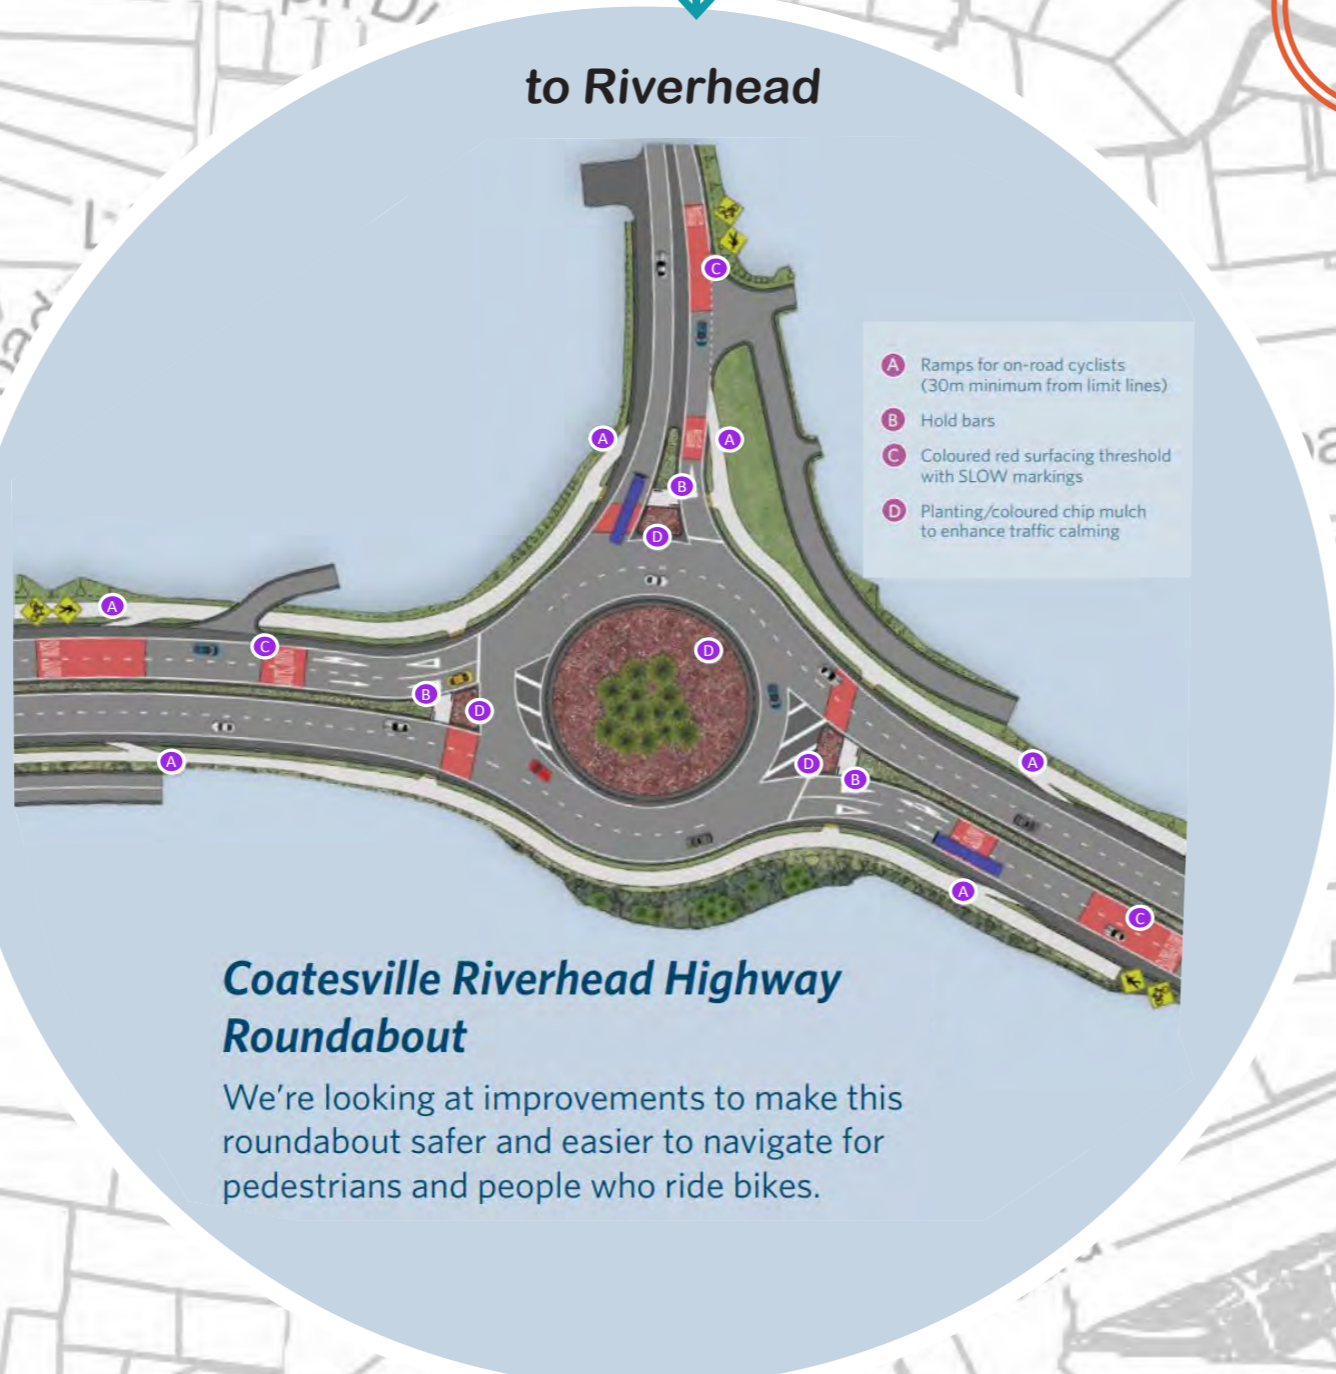 to Riverhead
C
A Ramps for on-road cyclists
(30m minimum from limit lines)
B Hold bars
C Coloured red surfacing threshold
with SLOW markings
D Planting/coloured chip mulch
to enhance traffic calming
A
A
B
D
A
C
D
B
D
A
D
B
A
A
C
Coatesville Riverhead Highway
Roundabout
We're looking at improvements to make this
roundabout safer and easier to navigate for
pedestrians and people who ride bikes.